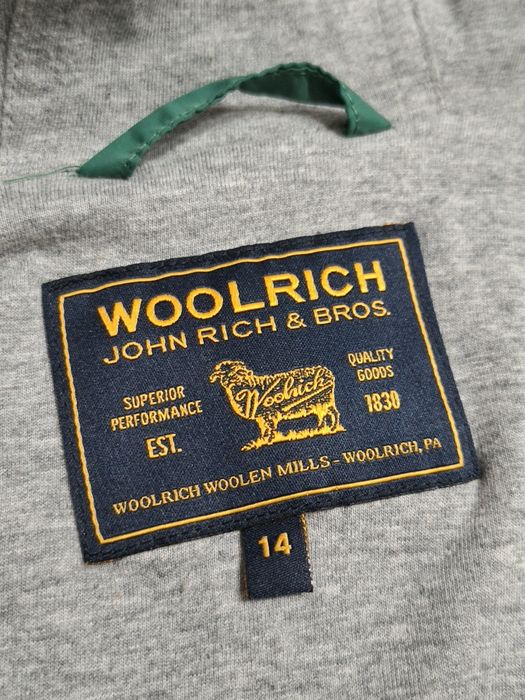 WOOLRICH
JOHN RICH & BROS.
SUPERIOR
PERFORMANCE
EST.
Woolrich
QUALITY
GOODS
1830
WOOLRICH WOOLEN MILLS - WOOLRICH, PA
14